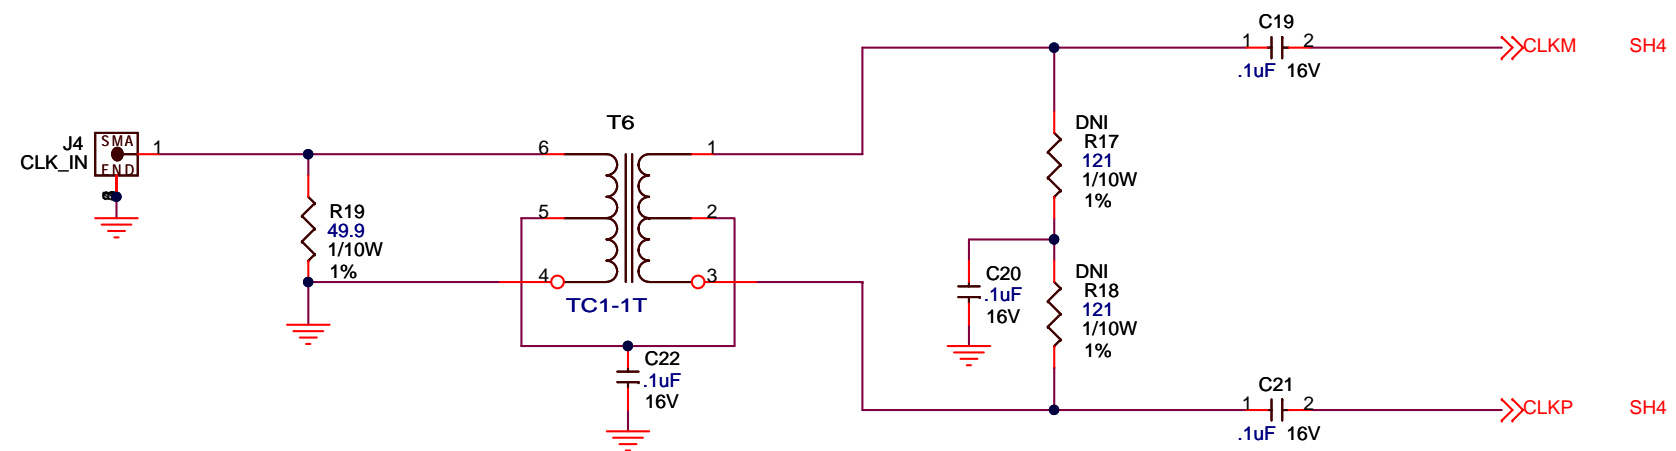 C19
1 2
.1uF 16V
CLKM SH4
T6
J4
CLK_IN
SMA
END
1
6
1
DNI
R17
121
1/10W
1%
R19
49.9
1/10W
1%
5
2
4
3
TC1-1T
C20
.1uF
16V
DNI
R18
121
1/10W
1%
C22
.1uF
16V
C21
1 2
.1uF 16V
CLKP SH4